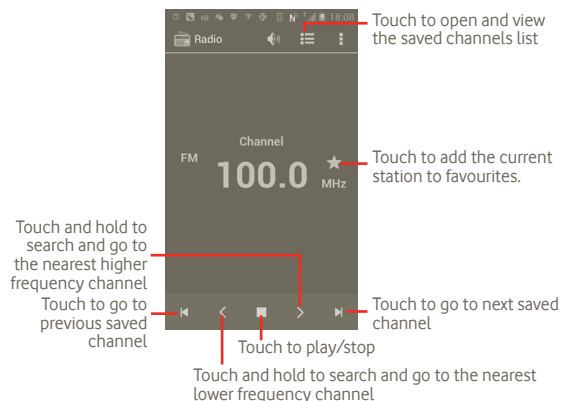 18:08
Touch to open and view
the saved channels list
Radio
Channel
FM
100.0
MHz
Touch to add the current
station to favourites.
Touch and hold to
search and go to
the nearest higher
frequency channel
Touch to go to
previous saved
channel
Touch to go to next saved
channel
Touch to play/stop
Touch and hold to search and go to the nearest
lower frequency channel